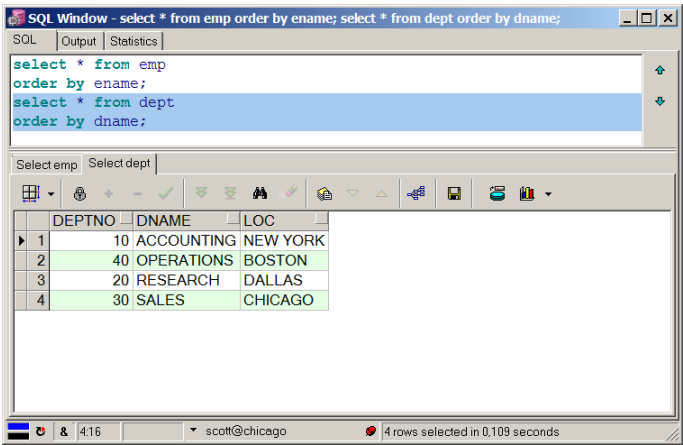 SQL Window - select * from emp order by ename; select * from dept order by dname;
SQL Output Statistics
select * from emp
order by ename;
select * from dept
order by dname;
Select emp Select dept
DEPTNO DNAME LOC
1 10 ACCOUNTING NEW YORK
2 40 OPERATIONS BOSTON
3 20 RESEARCH DALLAS
4 30 SALES CHICAGO
& 4:16 scott@chicago 4 rows selected in 0,109 seconds